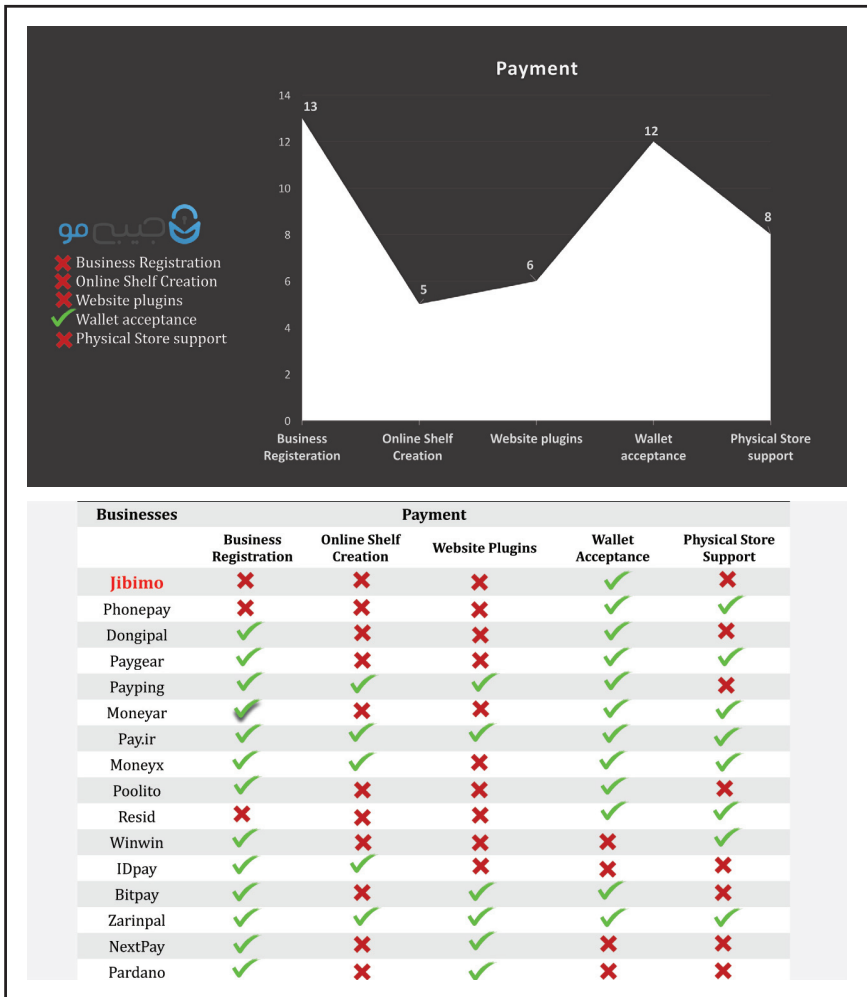 Payment
14
13
12
12
10
8
8
6
6
5
4
2
0
Business
Registeration
Online Shelf
Creation
Website plugins
Wallet
acceptance
Physical Store
support
جیبی مو
❌ Business Registration
❌ Online Shelf Creation
❌ Website plugins
✓ Wallet acceptance
❌ Physical Store support
Businesses Payment
Business
Registration
Online Shelf
Creation
Website Plugins
Wallet
Acceptance
Physical Store
Support
Jibimo ❌ ❌ ❌ ✓ ❌
Phonepay ❌ ❌ ❌ ✓ ✓
Dongipal ✓ ❌ ❌ ✓ ❌
Paygear ✓ ❌ ❌ ✓ ✓
Payping ✓ ✓ ✓ ✓ ❌
Moneyar ✓ ❌ ❌ ✓ ✓
Pay.ir ✓ ✓ ✓ ✓ ✓
Moneyx ✓ ✓ ❌ ✓ ✓
Poolito ✓ ❌ ❌ ✓ ❌
Resid ❌ ❌ ❌ ✓ ✓
Winwin ✓ ❌ ❌ ❌ ✓
IDpay ✓ ✓ ❌ ❌ ❌
Bitpay ✓ ❌ ✓ ✓ ❌
Zarinpal ✓ ✓ ✓ ✓ ✓
NextPay ✓ ❌ ✓ ❌ ❌
Pardano ✓ ❌ ✓ ❌ ❌